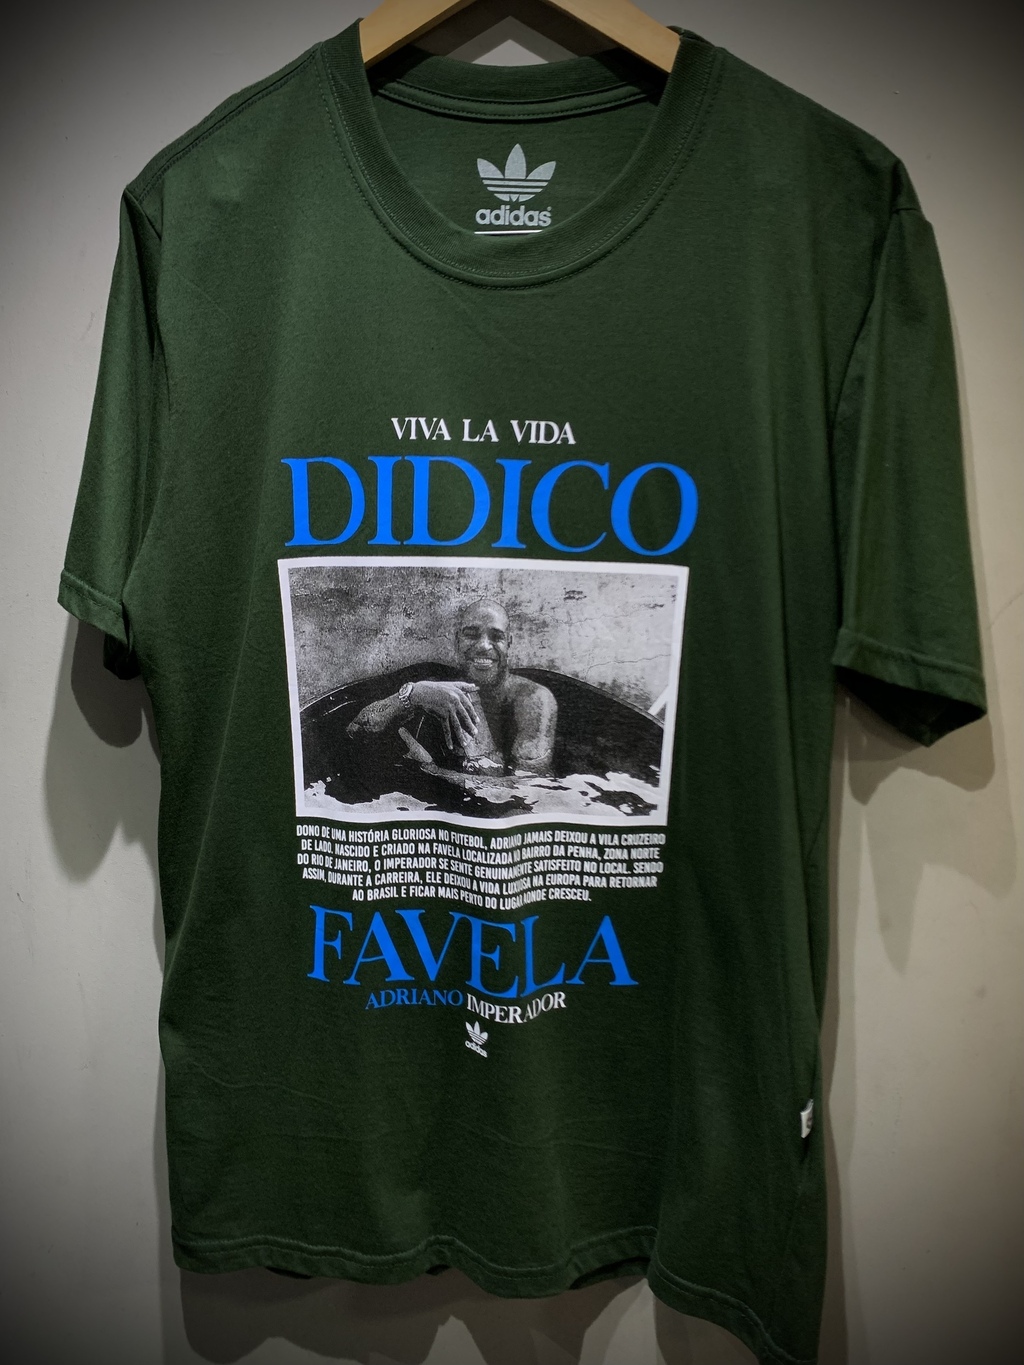 adidas
VIVA LA VIDA
DIDICO
DONO DE UMA HISTÓRIA GLORIOSA NO FUTEBOL, ADRIANO JAMAIS DEIXOU A VILA CRUZEIRO
DE LADO. NASCIDO E CRIADO NA FAVELA LOCALIZADA NO BAIRRO DA PENHA, ZONA NORTE
DO RIO DE JANEIRO, O IMPERADOR SE SENTE GENUINAMENTE SATISFEITO NO LOCAL. SENDO
ASSIM, DURANTE A CARREIRA, ELE DEIXOU A VIDA LUXUOSA NA EUROPA PARA RETORNAR
AO BRASIL E FICAR MAIS PERTO DO LUGAR AONDE CRESCEU.
FAVELA
ADRIANO IMPERADOR
adidas